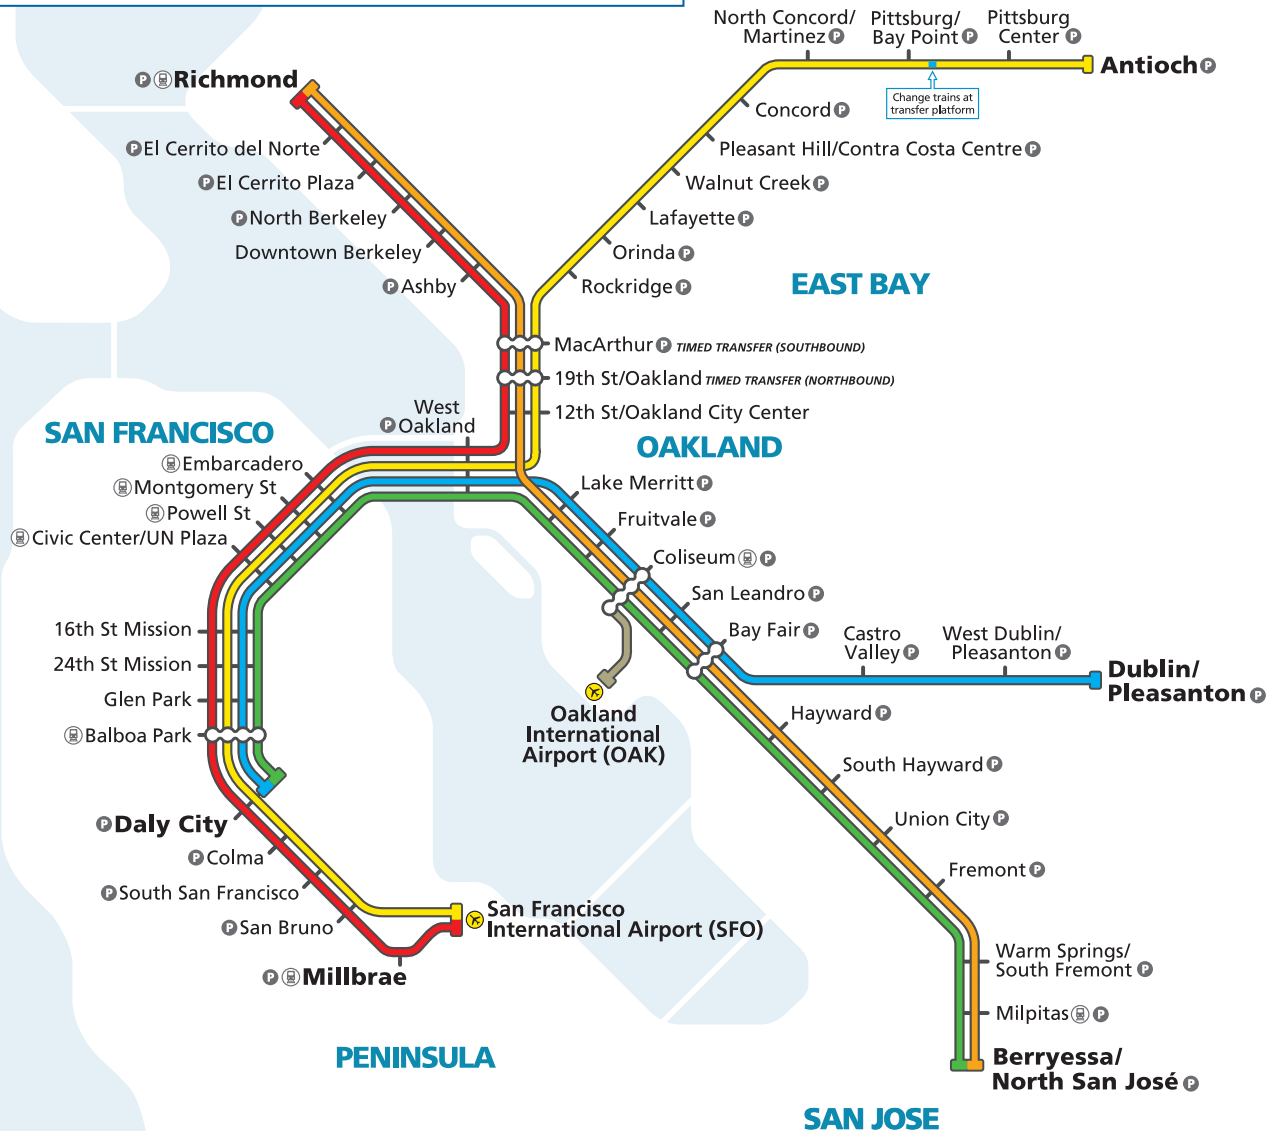 North Concord/
Martinez P
Pittsburg/
Bay Point P
Pittsburg
Center P
P Richmond
Antioch P
Change trains at
transfer platform
Concord P
P El Cerrito del Norte
Pleasant Hill/Contra Costa Centre P
P El Cerrito Plaza
Walnut Creek P
P North Berkeley
Lafayette P
Downtown Berkeley
Orinda P
P Ashby
Rockridge P
EAST BAY
MacArthur P TIMED TRANSFER (SOUTHBOUND)
19th St/Oakland TIMED TRANSFER (NORTHBOUND)
12th St/Oakland City Center
West
P Oakland
SAN FRANCISCO
OAKLAND
Embarcadero
Montgomery St
Powell St
Civic Center/UN Plaza
Lake Merritt P
Fruitvale P
Coliseum P
San Leandro P
Bay Fair P
Castro
Valley P
West Dublin/
Pleasanton P
Dublin/
Pleasanton P
16th St Mission
24th St Mission
Glen Park
Balboa Park
Oakland
International
Airport (OAK)
Hayward P
South Hayward P
Union City P
Fremont P
P Daly City
P Colma
P South San Francisco
P San Bruno
San Francisco
International Airport (SFO)
P Millbrae
Warm Springs/
South Fremont P
Milpitas P
Berryessa/
North San José P
PENINSULA
SAN JOSE